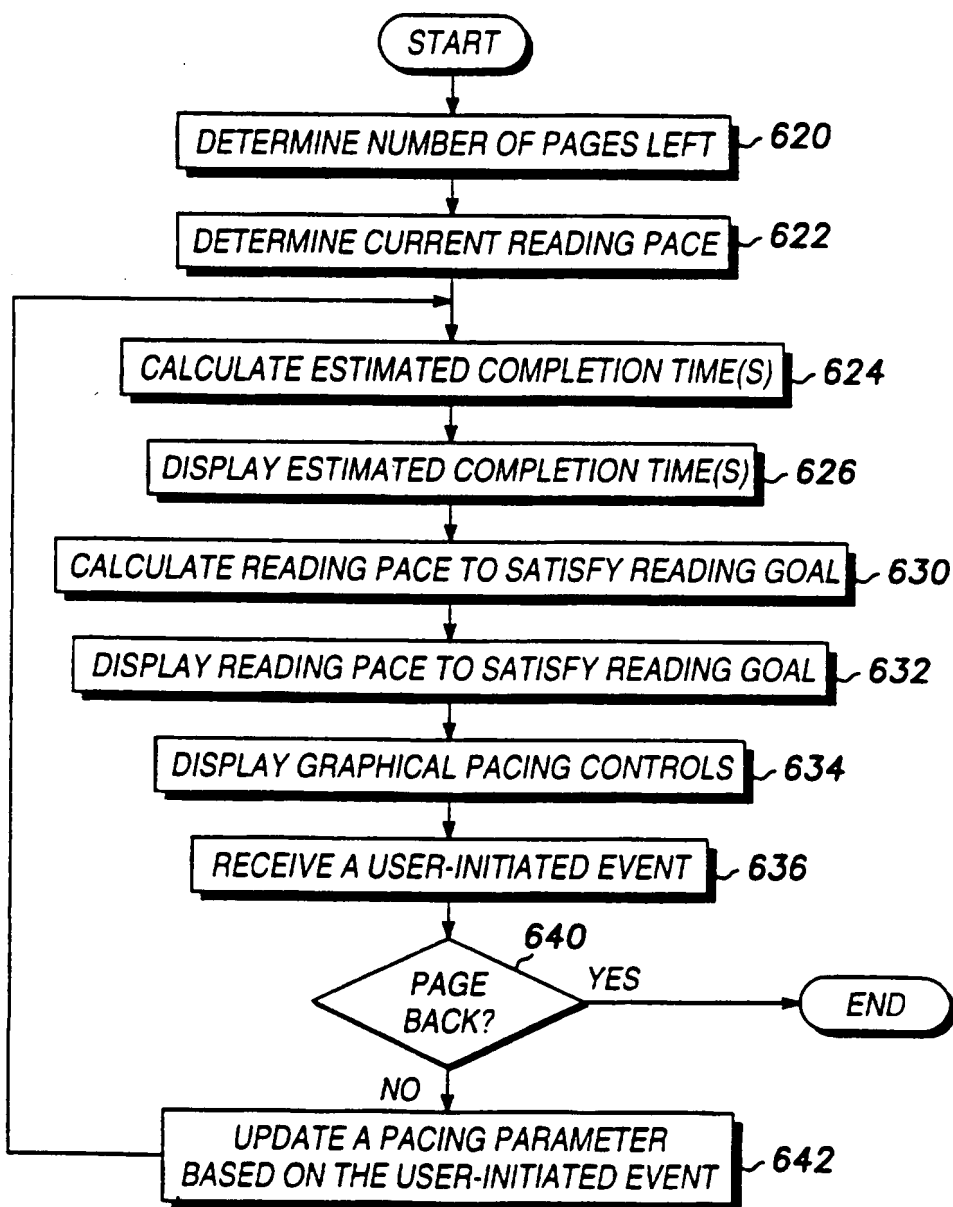 START
DETERMINE NUMBER OF PAGES LEFT
620
DETERMINE CURRENT READING PACE
622
CALCULATE ESTIMATED COMPLETION TIME(S)
624
DISPLAY ESTIMATED COMPLETION TIME(S)
626
CALCULATE READING PACE TO SATISFY READING GOAL
630
DISPLAY READING PACE TO SATISFY READING GOAL
632
DISPLAY GRAPHICAL PACING CONTROLS
634
RECEIVE A USER-INITIATED EVENT
636
640
PAGE
BACK?
YES
END
NO
UPDATE A PACING PARAMETER
BASED ON THE USER-INITIATED EVENT
642